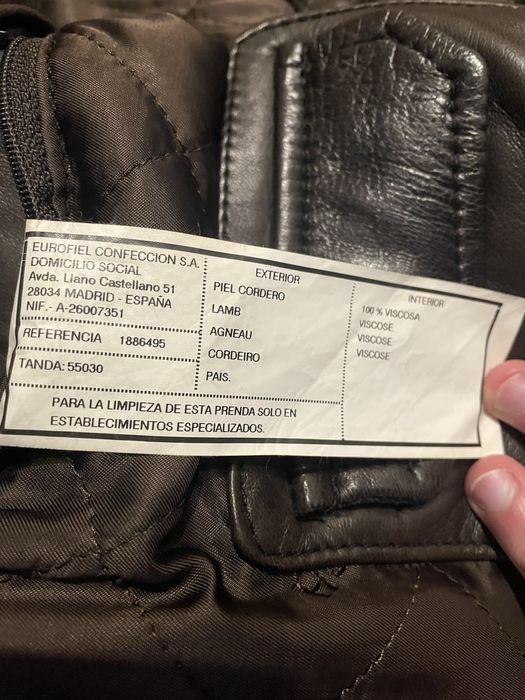 EUROFIEL CONFECCION S.A.
DOMICILIO SOCIAL
Avda. Llano Castellano 51
28034 MADRID - ESPAÑA
NIF.- A-26007351
REFERENCIA 1886495
TANDA: 55030
EXTERIOR
PIEL CORDERO
LAMB
AGNEAU
CORDEIRO
PAIS.
INTERIOR
100 % VISCOSA
VISCOSE
VISCOSE
VISCOSE
PARA LA LIMPIEZA DE ESTA PRENDA SOLO EN
ESTABLECIMIENTOS ESPECIALIZADOS.